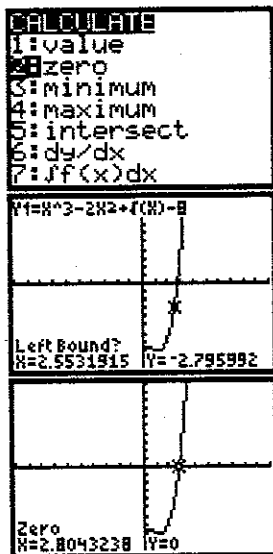 CALCULATE
1:value
2:zero
3:minimum
4:maximum
5:intersect
6:dy/dx
7:∫f(x)dx
Y1=X^3-2X²+√(X)-8
Left Bound?
X=2.5531915 Y=-2.795992
Zero
X=2.8043238 Y=0